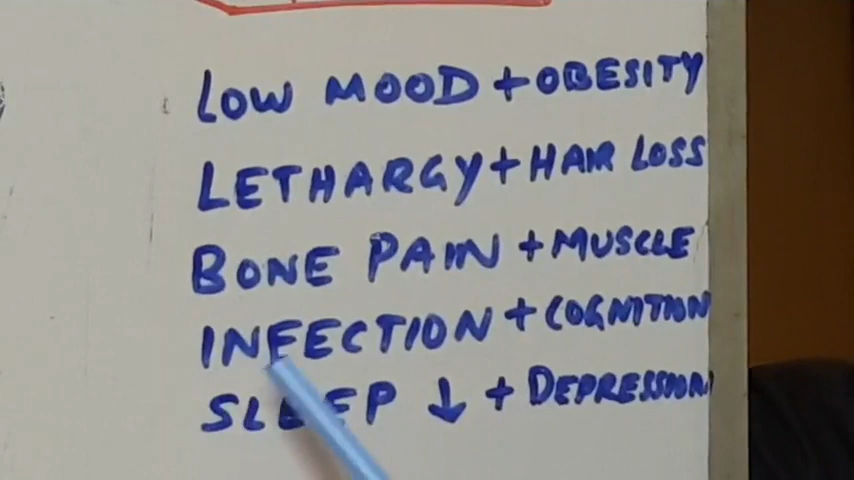 LOW MOOD + OBESITY
LETHARGY + HAIR LOSS
BONE PAIN + MUSCLE
INFECTION + COGNITION
SLEEP ↓ + DEPRESSION